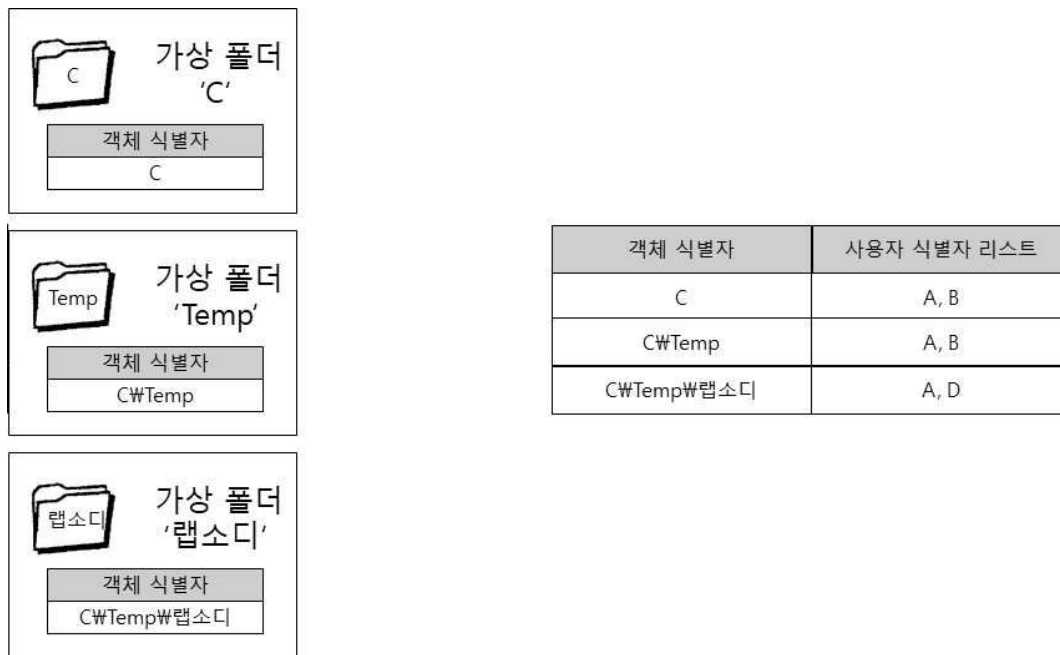 C
가상 폴더
'C'
객체 식별자
C
Temp
가상 폴더
'Temp'
객체 식별자
C₩Temp
랩소디
가상 폴더
'랩소디'
객체 식별자
C₩Temp₩랩소디
객체 식별자 사용자 식별자 리스트
C A, B
C₩Temp A, B
C₩Temp₩랩소디 A, D